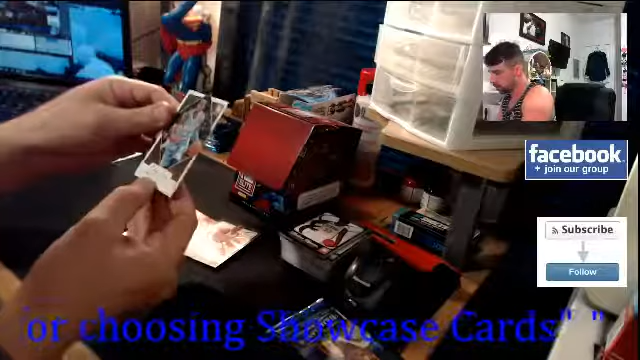 facebook
+ join our group
Subscribe
Follow
or choosing Showcase Cards" "